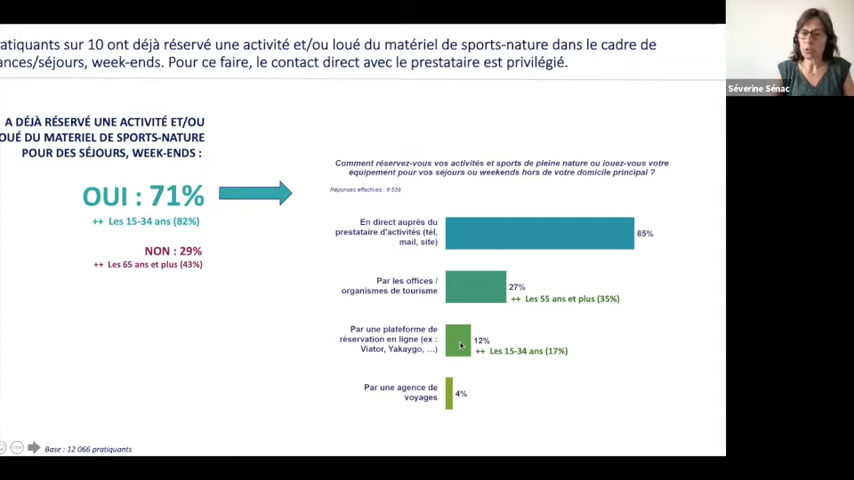 ratiquants sur 10 ont déjà réservé une activité et/ou loué du matériel de sports-nature dans le cadre de
ances/séjours, week-ends. Pour ce faire, le contact direct avec le prestataire est privilégié.
Séverine Sénac
A DÉJÀ RÉSERVÉ UNE ACTIVITÉ ET/OU
OUÉ DU MATERIEL DE SPORTS-NATURE
POUR DES SÉJOURS, WEEK-ENDS :
OUI : 71%
++ Les 15-34 ans (82%)
NON : 29%
++ Les 65 ans et plus (43%)
Comment réservez-vous vos activités et sports de pleine nature ou louez-vous votre
équipement pour vos séjours ou weekends hors de votre domicile principal ?
Réponses effectives : 8 539
En direct auprès du
prestataire d'activités (tél,
mail, site)
85%
Par les offices /
organismes de tourisme
27%
++ Les 55 ans et plus (35%)
Par une plateforme de
réservation en ligne (ex :
Viator, Yakaygo, ...)
12%
++ Les 15-34 ans (17%)
Par une agence de
voyages
4%
Base : 12 066 pratiquants